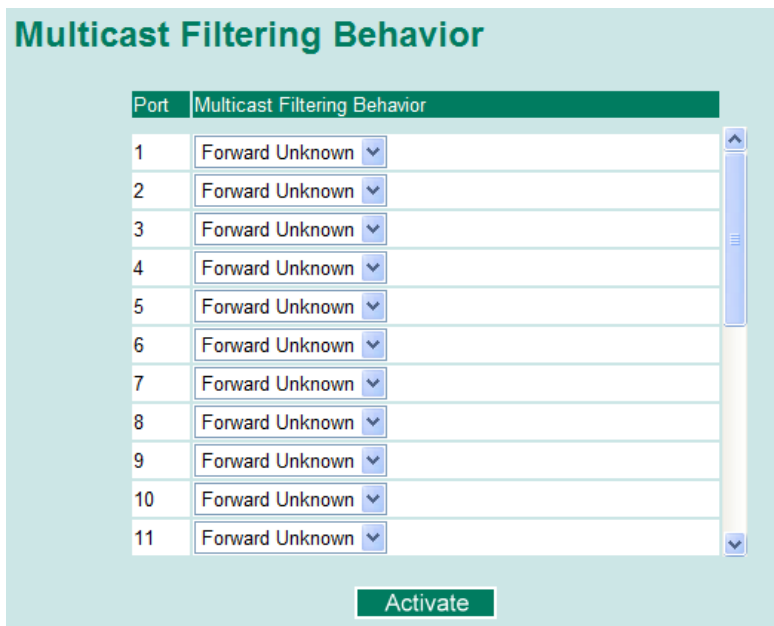 Multicast Filtering Behavior
Port Multicast Filtering Behavior
1 Forward Unknown
2 Forward Unknown
3 Forward Unknown
4 Forward Unknown
5 Forward Unknown
6 Forward Unknown
7 Forward Unknown
8 Forward Unknown
9 Forward Unknown
10 Forward Unknown
11 Forward Unknown
Activate